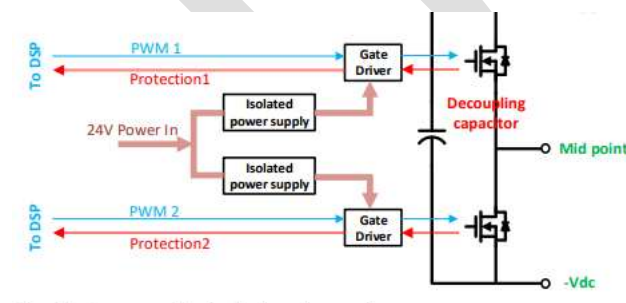 To DSP
PWM 1
Protection1
Gate
Driver
Decoupling
capacitor
24V Power In
Isolated
power supply
Isolated
power supply
Mid point
To DSP
PWM 2
Protection2
Gate
Driver
-Vdc